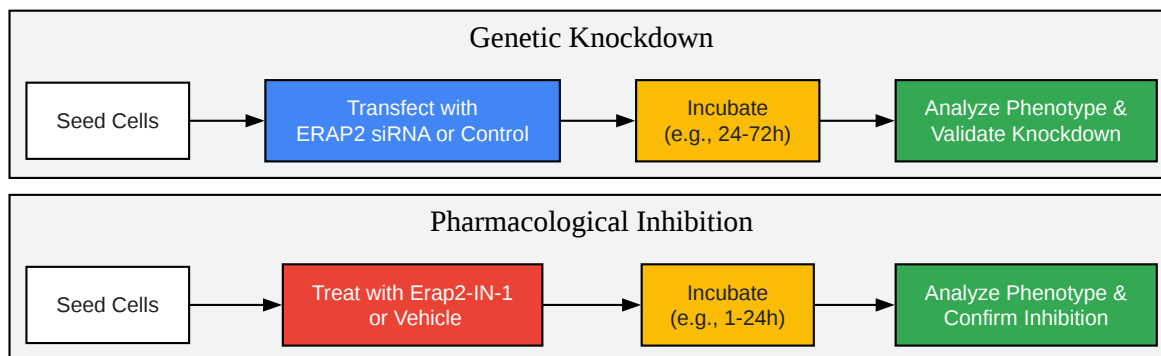 Genetic Knockdown
Seed Cells
Transfect with
ERAP2 siRNA or Control
Incubate
(e.g., 24-72h)
Analyze Phenotype &
Validate Knockdown
Pharmacological Inhibition
Seed Cells
Treat with Erap2-IN-1
or Vehicle
Incubate
(e.g., 1-24h)
Analyze Phenotype &
Confirm Inhibition